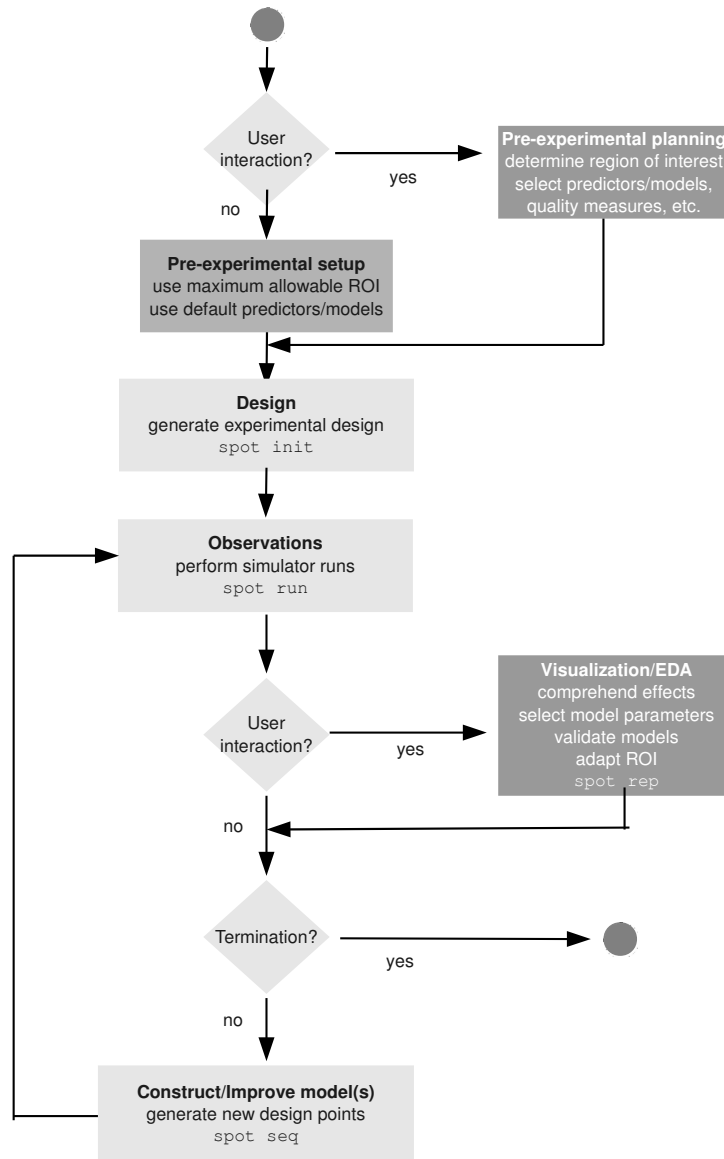 User
interaction?
yes
Pre-experimental planning
determine region of interest
select predictors/models,
quality measures, etc.
no
Pre-experimental setup
use maximum allowable ROI
use default predictors/models
Design
generate experimental design
spot init
Observations
perform simulator runs
spot run
User
interaction?
yes
Visualization/EDA
comprehend effects
select model parameters
validate models
adapt ROI
spot rep
no
Termination?
yes
no
Construct/Improve model(s)
generate new design points
spot seq